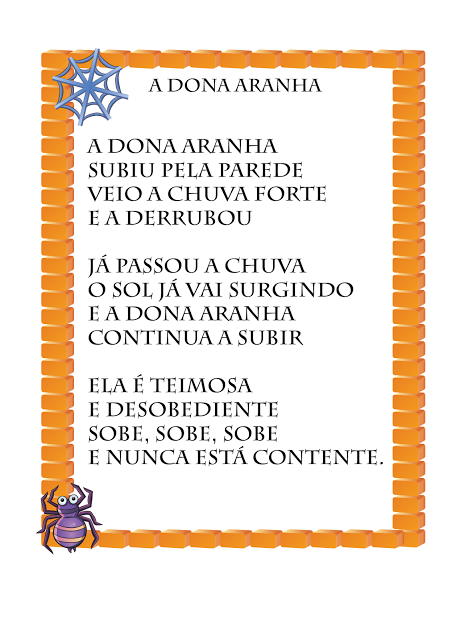 A DONA ARANHA
A DONA ARANHA
SUBIU PELA PAREDE
VEIO A CHUVA FORTE
E A DERRUBOU
JÁ PASSOU A CHUVA
O SOL JÁ VAI SURGINDO
E A DONA ARANHA
CONTINUA A SUBIR
ELA É TEIMOSA
E DESOBEDIENTE
SOBE, SOBE, SOBE
E NUNCA ESTÁ CONTENTE.